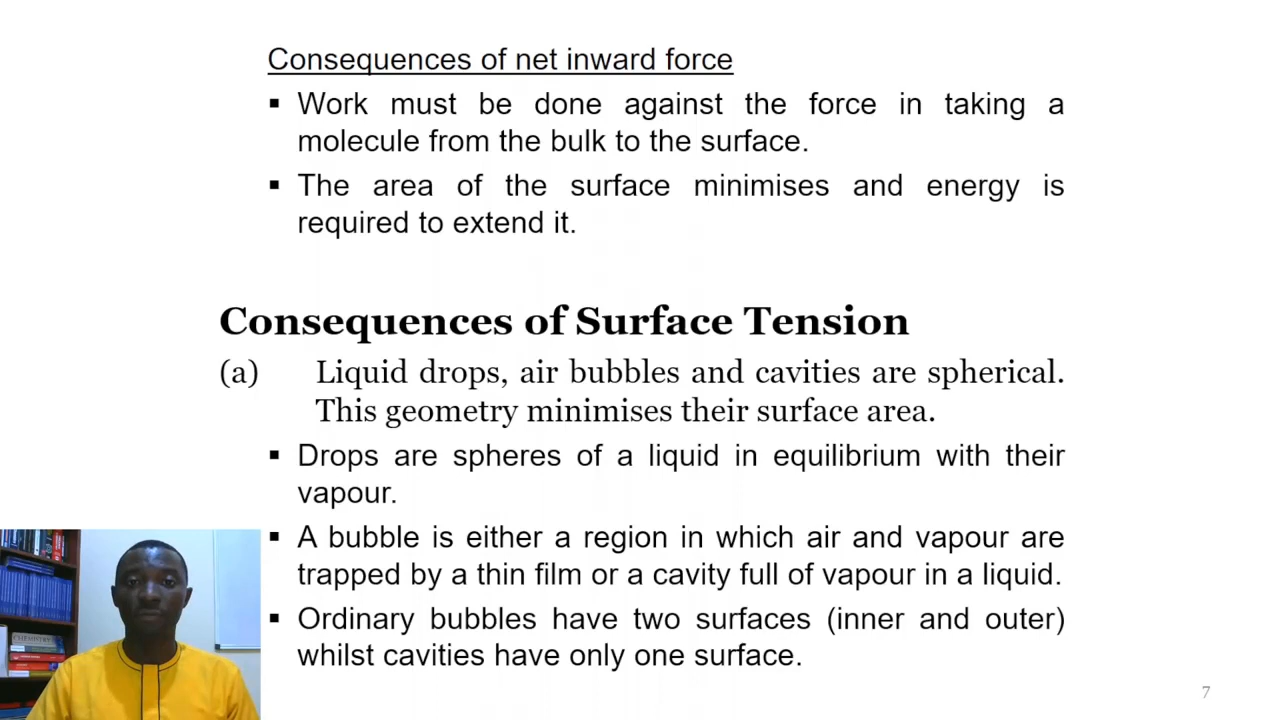 Consequences of net inward force
▪ Work must be done against the force in taking a
molecule from the bulk to the surface.
▪ The area of the surface minimises and energy is
required to extend it.
Consequences of Surface Tension
(a) Liquid drops, air bubbles and cavities are spherical.
This geometry minimises their surface area.
▪ Drops are spheres of a liquid in equilibrium with their
vapour.
▪ A bubble is either a region in which air and vapour are
trapped by a thin film or a cavity full of vapour in a liquid.
▪ Ordinary bubbles have two surfaces (inner and outer)
whilst cavities have only one surface.
CHEMISTRY
7